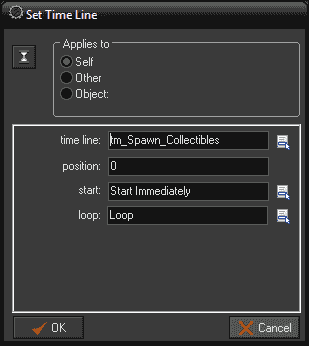 Set Time Line
Applies to
Self
Other
Object:
time line: tm_Spawn_Collectibles
position: 0
start: Start Immediately
loop: Loop
OK Cancel